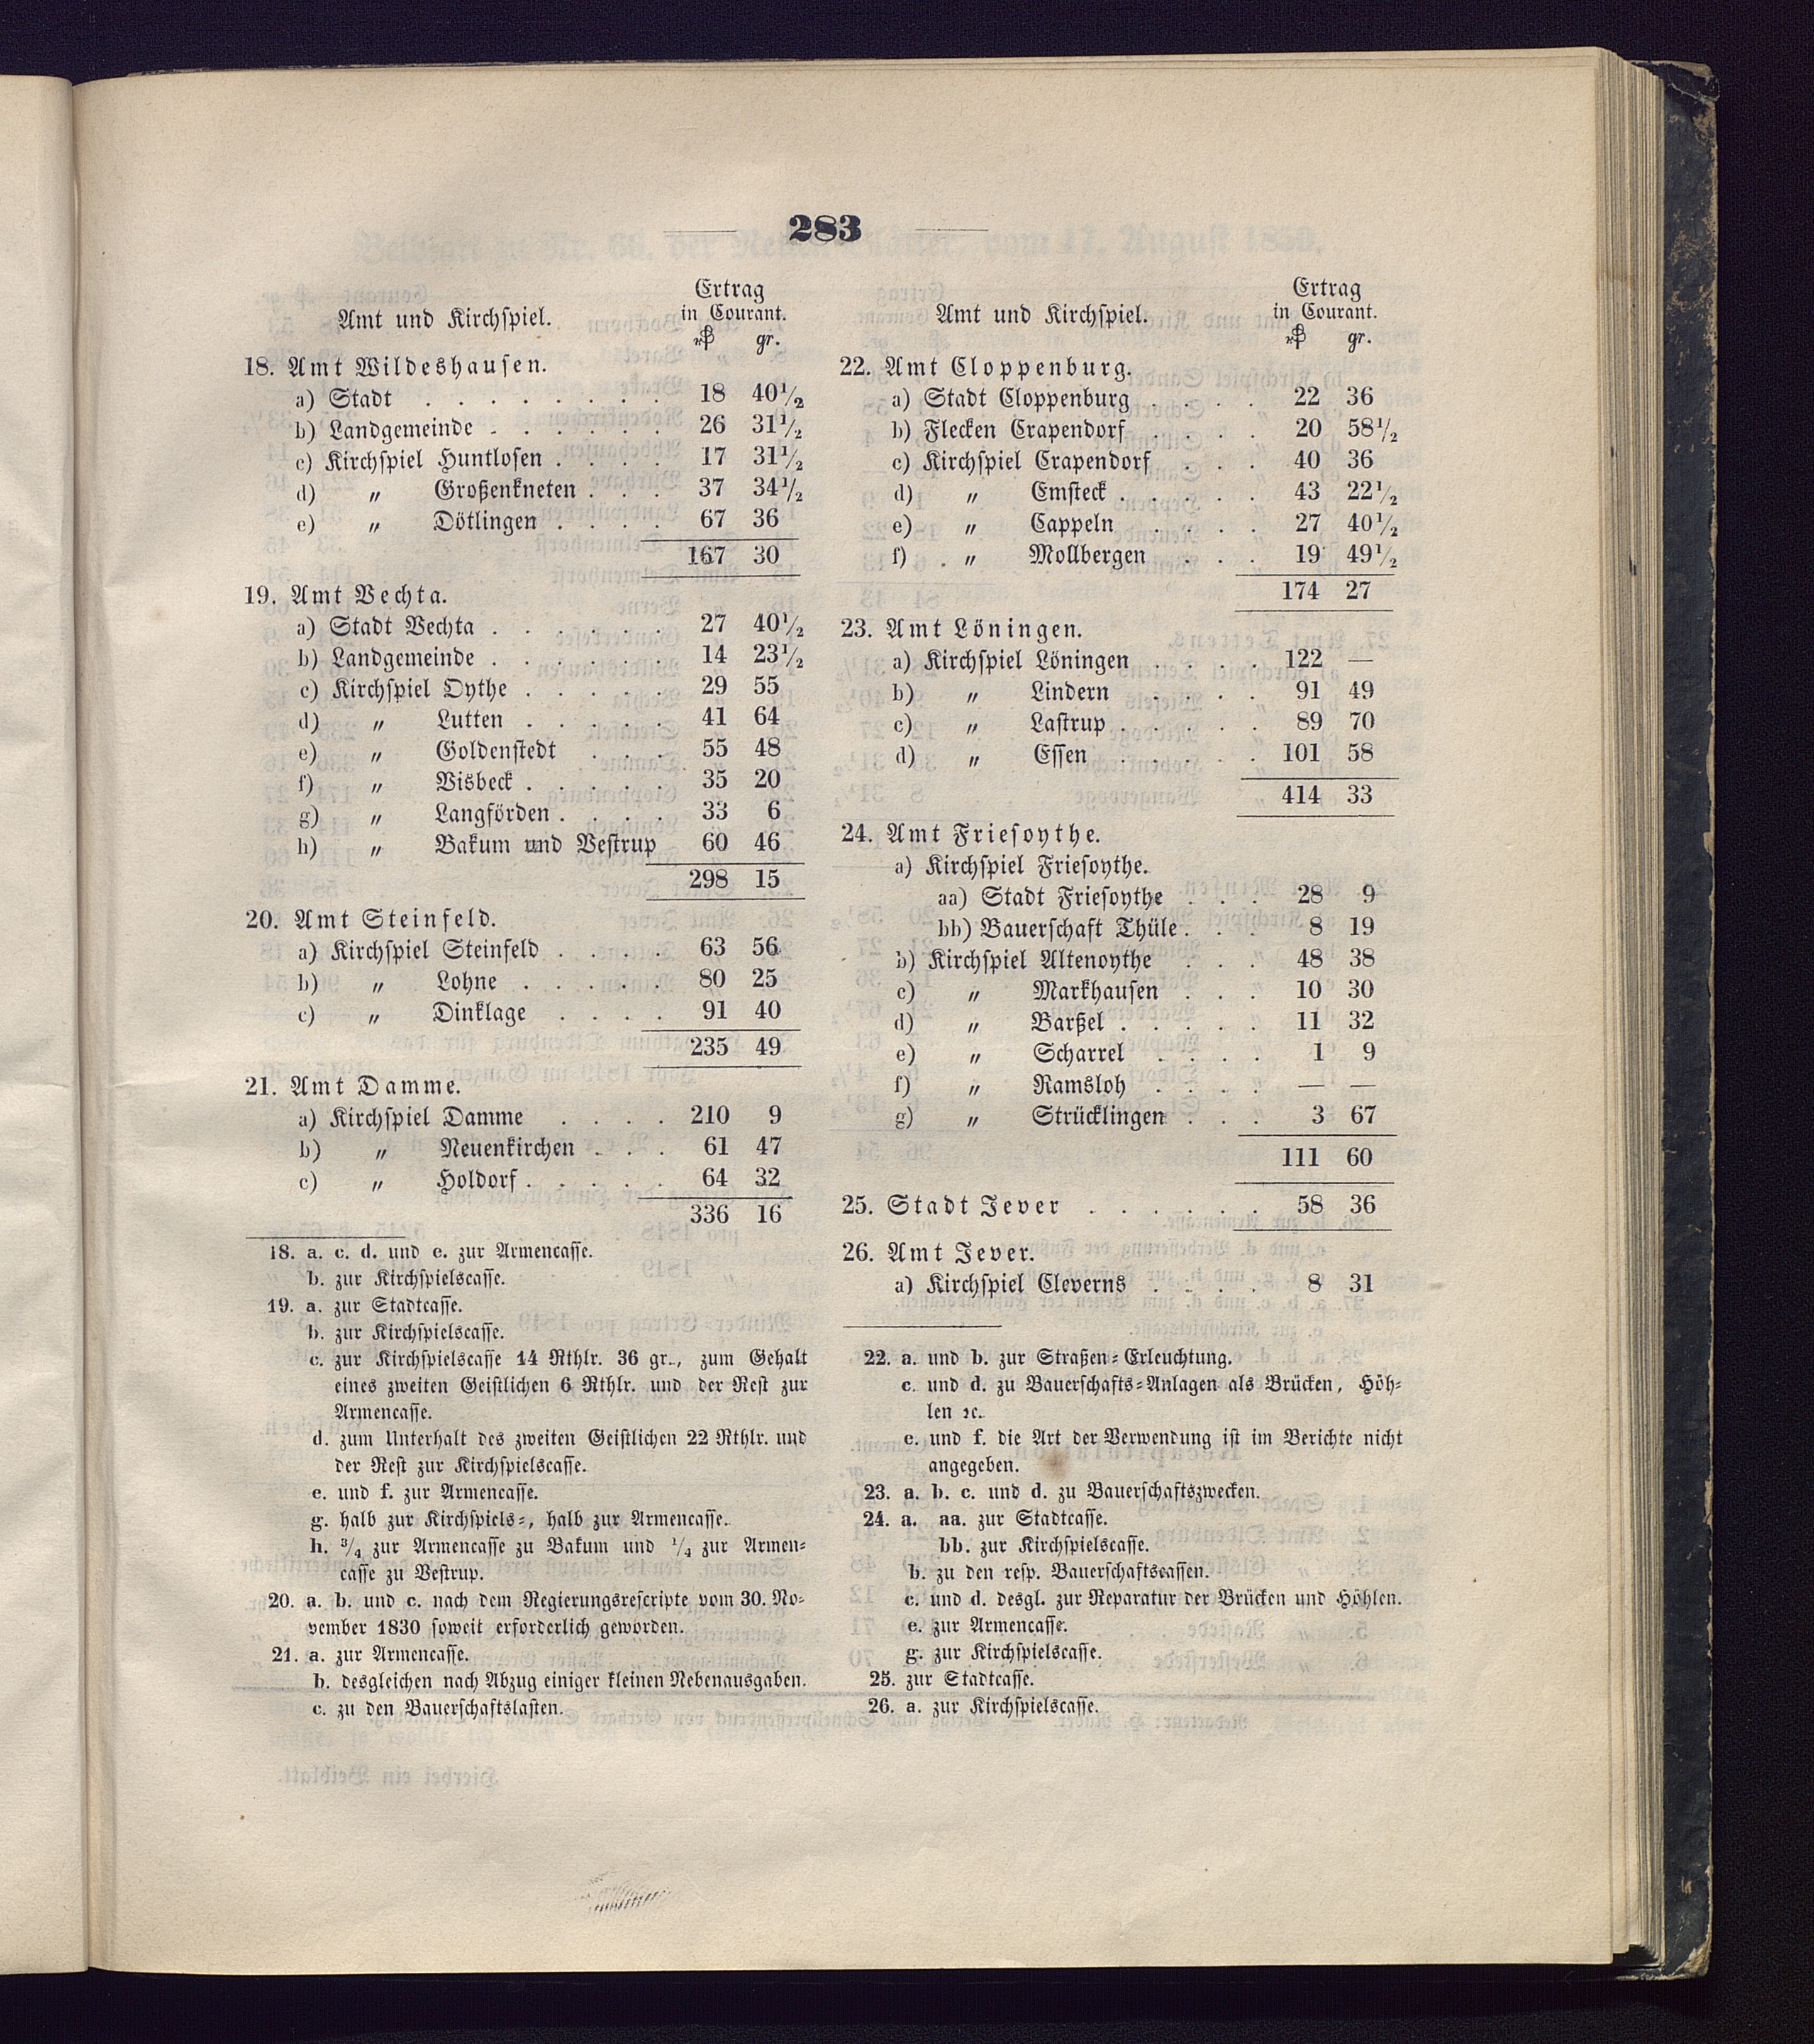 283
Amt und Kirchspiel.
Ertrag
in Courant.
₰ gr.
18. Amt Wildeshausen.
a) Stadt . . . . . . . . 18 40½
b) Landgemeinde . . . . . . 26 31½
c) Kirchspiel Huntlosen . . . . 17 31½
d) „ Großenkneten . . . 37 34½
e) „ Dötlingen . . . . 67 36
167 30
19. Amt Vechta.
a) Stadt Vechta . . . . . . 27 40½
b) Landgemeinde . . . . . . 14 23½
c) Kirchspiel Oythe . . . . . 29 55
d) „ Lutten . . . . . 41 64
e) „ Goldenstedt . . . 55 48
f) „ Visbeck . . . . . 35 20
g) „ Langförden . . . . 33 6
h) „ Bakum und Vestrup 60 46
298 15
20. Amt Steinfeld.
a) Kirchspiel Steinfeld . . . . 63 56
b) „ Lohne . . . . . 80 25
c) „ Dinklage . . . . 91 40
235 49
21. Amt Damme.
a) Kirchspiel Damme . . . . 210 9
b) „ Neuenkirchen . . . 61 47
c) „ Holdorf . . . . . 64 32
336 16
18. a. c. d. und e. zur Armencasse.
b. zur Kirchspielscasse.
19. a. zur Stadtcasse.
b. zur Kirchspielscasse.
c. zur Kirchspielscasse 14 Rthlr. 36 gr., zum Gehalt
eines zweiten Geistlichen 6 Rthlr. und der Rest zur
Armencasse.
d. zum Unterhalt des zweiten Geistlichen 22 Rthlr. und
der Rest zur Kirchspielscasse.
e. und f. zur Armencasse.
g. halb zur Kirchspiels-, halb zur Armencasse.
h. ¾ zur Armencasse zu Bakum und ¼ zur Armen-
casse zu Vestrup.
20. a. b. und c. nach dem Regierungsrescripte vom 30. No-
vember 1830 soweit erforderlich geworden.
21. a. zur Armencasse.
b. desgleichen nach Abzug einiger kleinen Nebenausgaben.
c. zu den Bauerschaftslasten.
Amt und Kirchspiel.
Ertrag
in Courant.
₰ gr.
22. Amt Cloppenburg.
a) Stadt Cloppenburg . . . . 22 36
b) Flecken Crapendorf . . . . 20 58½
c) Kirchspiel Crapendorf . . . 40 36
d) „ Emsteck . . . . . 43 22½
e) „ Cappeln . . . . 27 40½
f) „ Mollbergen . . . 19 49½
174 27
23. Amt Löningen.
a) Kirchspiel Löningen . . . . 122 —
b) „ Lindern . . . . 91 49
c) „ Lastrup . . . . . 89 70
d) „ Essen . . . . . 101 58
414 33
24. Amt Friesoythe.
a) Kirchspiel Friesoythe.
aa) Stadt Friesoythe . . . 28 9
bb) Bauerschaft Thüle . . . 8 19
b) Kirchspiel Altenoythe . . . 48 38
c) „ Markhausen . . . 10 30
d) „ Barßel . . . . . 11 32
e) „ Scharrel . . . . 1 9
f) „ Ramsloh . . . . — —
g) „ Strücklingen . . . 3 67
111 60
25. Stadt Jever . . . . . . 58 36
26. Amt Jever.
a) Kirchspiel Cleverns . . . . 8 31
22. a. und b. zur Straßen-Erleuchtung.
c. und d. zu Bauerschafts-Anlagen als Brücken, Höh-
len ꝛc.
e. und f. die Art der Verwendung ist im Berichte nicht
angegeben.
23. a. b. c. und d. zu Bauerschaftszwecken.
24. a. aa. zur Stadtcasse.
bb. zur Kirchspielscasse.
b. zu den resp. Bauerschaftscassen.
c. und d. desgl. zur Reparatur der Brücken und Höhlen.
e. zur Armencasse.
g. zur Kirchspielscasse.
25. zur Stadtcasse.
26. a. zur Kirchspielscasse.